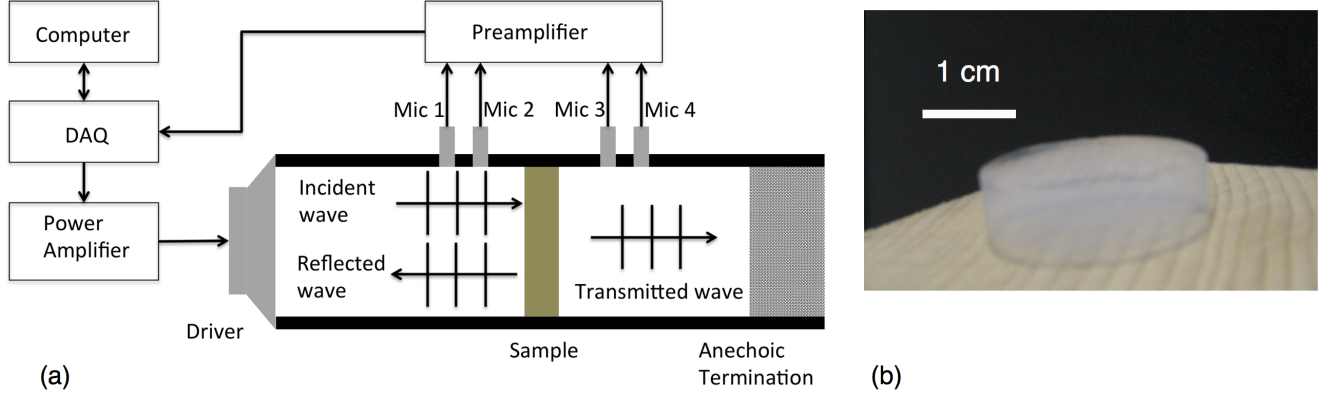 Computer
Preamplifier
1 cm
Mic 1
Mic 2
Mic 3
Mic 4
DAQ
Incident
wave
Power
Amplifier
Reflected
wave
Transmitted wave
Driver
Sample
Anechoic
Termination
(a)
(b)